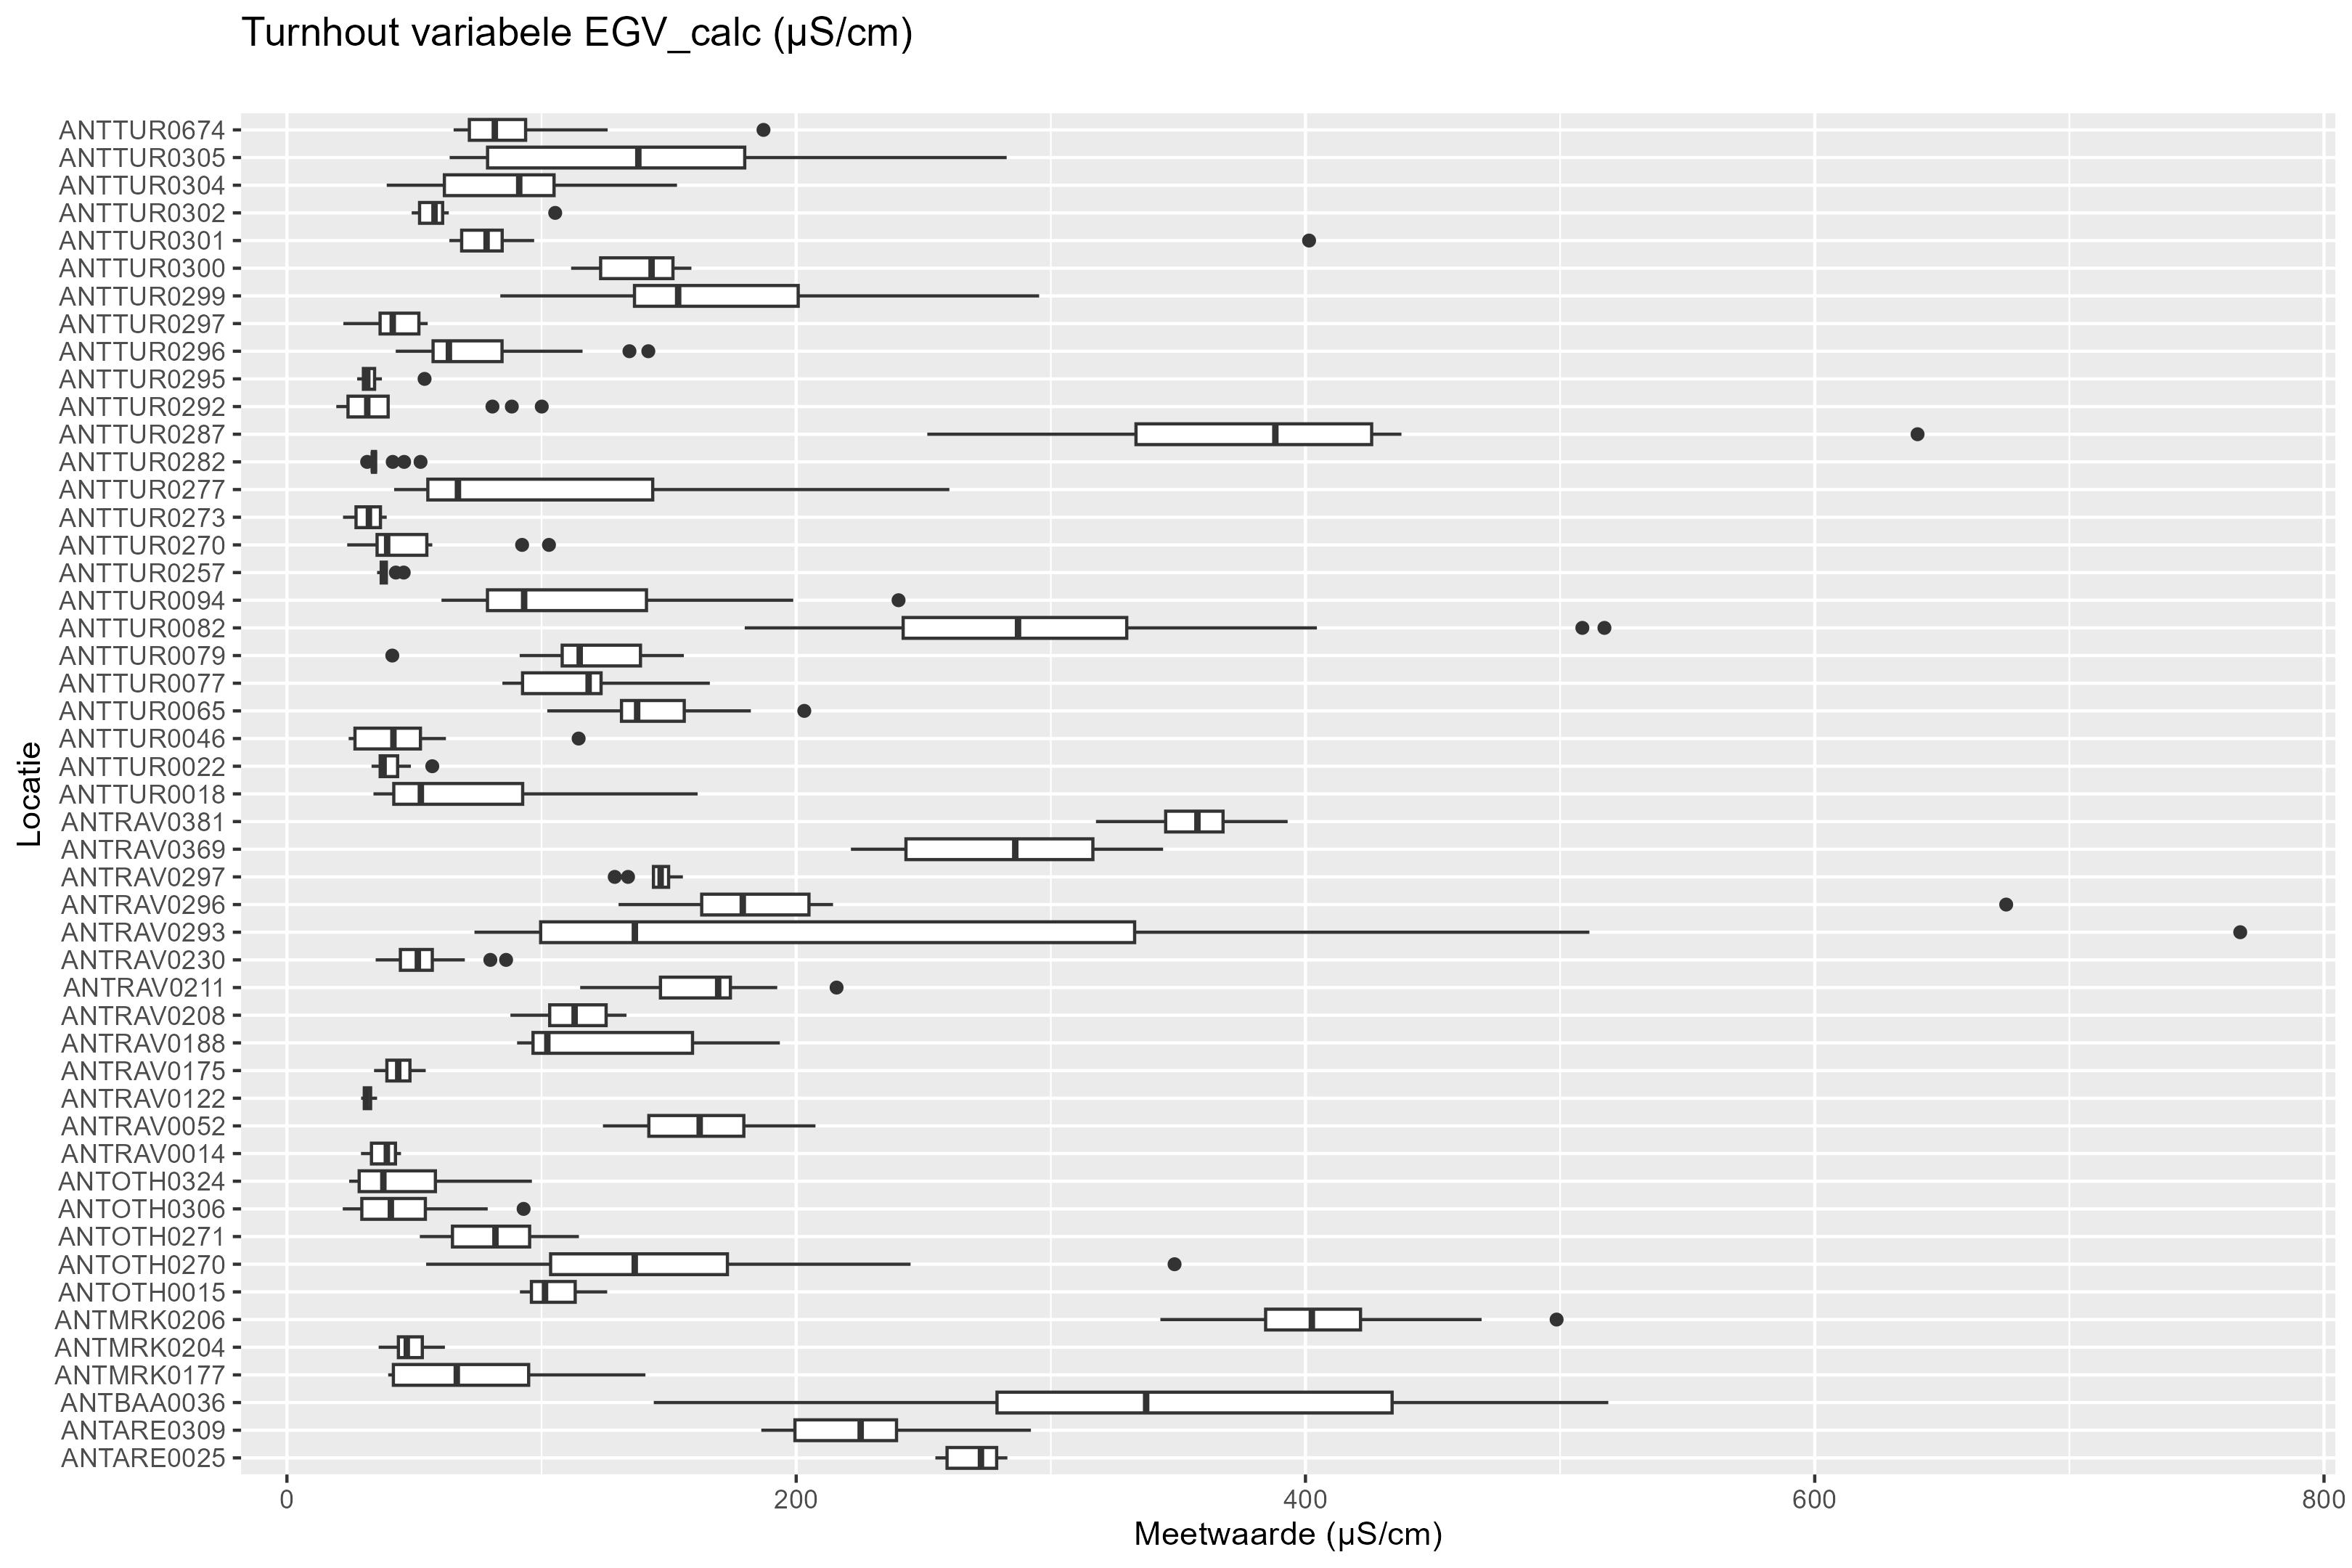 Turnhout variabele EGV_calc (µS/cm)
ANTTUR0674
ANTTUR0305
ANTTUR0304
ANTTUR0302
ANTTUR0301
ANTTUR0300
ANTTUR0299
ANTTUR0297
ANTTUR0296
ANTTUR0295
ANTTUR0292
ANTTUR0287
ANTTUR0282
ANTTUR0277
ANTTUR0273
ANTTUR0270
ANTTUR0257
ANTTUR0094
ANTTUR0082
ANTTUR0079
ANTTUR0077
ANTTUR0065
ANTTUR0046
ANTTUR0022
ANTTUR0018
ANTRAV0381
ANTRAV0369
ANTRAV0297
ANTRAV0296
ANTRAV0293
ANTRAV0230
ANTRAV0211
ANTRAV0208
ANTRAV0188
ANTRAV0175
ANTRAV0122
ANTRAV0052
ANTRAV0014
ANTOTH0324
ANTOTH0306
ANTOTH0271
ANTOTH0270
ANTOTH0015
ANTMRK0206
ANTMRK0204
ANTMRK0177
ANTBAA0036
ANTARE0309
ANTARE0025
Locatie
0 200 400 600 800
Meetwaarde (µS/cm)